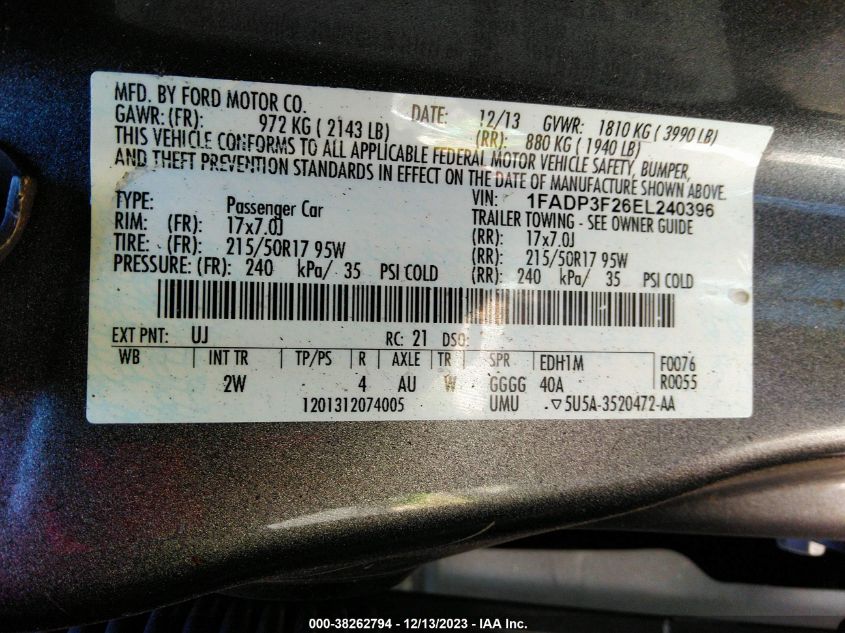 MFD. BY FORD MOTOR CO.
DATE: 12/13 GVWR: 1810 KG ( 3990 LB)
GAWR: (FR): 972 KG ( 2143 LB) (RR): 880 KG ( 1940 LB)
THIS VEHICLE CONFORMS TO ALL APPLICABLE FEDERAL MOTOR VEHICLE SAFETY, BUMPER,
AND THEFT PREVENTION STANDARDS IN EFFECT ON THE DATE OF MANUFACTURE SHOWN ABOVE.
VIN: 1FADP3F26EL240396
TYPE: Passenger Car TRAILER TOWING - SEE OWNER GUIDE
RIM: (FR): 17x7.0J (RR): 17x7.0J
TIRE: (FR): 215/50R17 95W (RR): 215/50R17 95W
PRESSURE: (FR): 240 kPa/ 35 PSI COLD (RR): 240 kPa/ 35 PSI COLD
EXT PNT: UJ RC: 21 DSO:
WB INT TR TP/PS R AXLE TR SPR EDH1M F0076
2W - 4 AU W GGGG 40A R0055
1201312074005 UMU .▽5U5A-3520472-AA
000-38262794 - 12/13/2023 - IAA Inc.